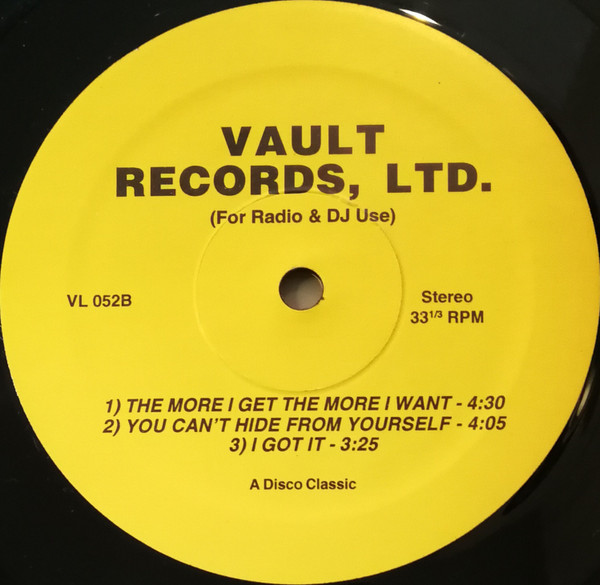 VAULT
RECORDS, LTD.
(For Radio & DJ Use)
VL 052B
Stereo
33 1/3 RPM
1) THE MORE I GET THE MORE I WANT - 4:30
2) YOU CAN'T HIDE FROM YOURSELF - 4:05
3) I GOT IT - 3:25
A Disco Classic